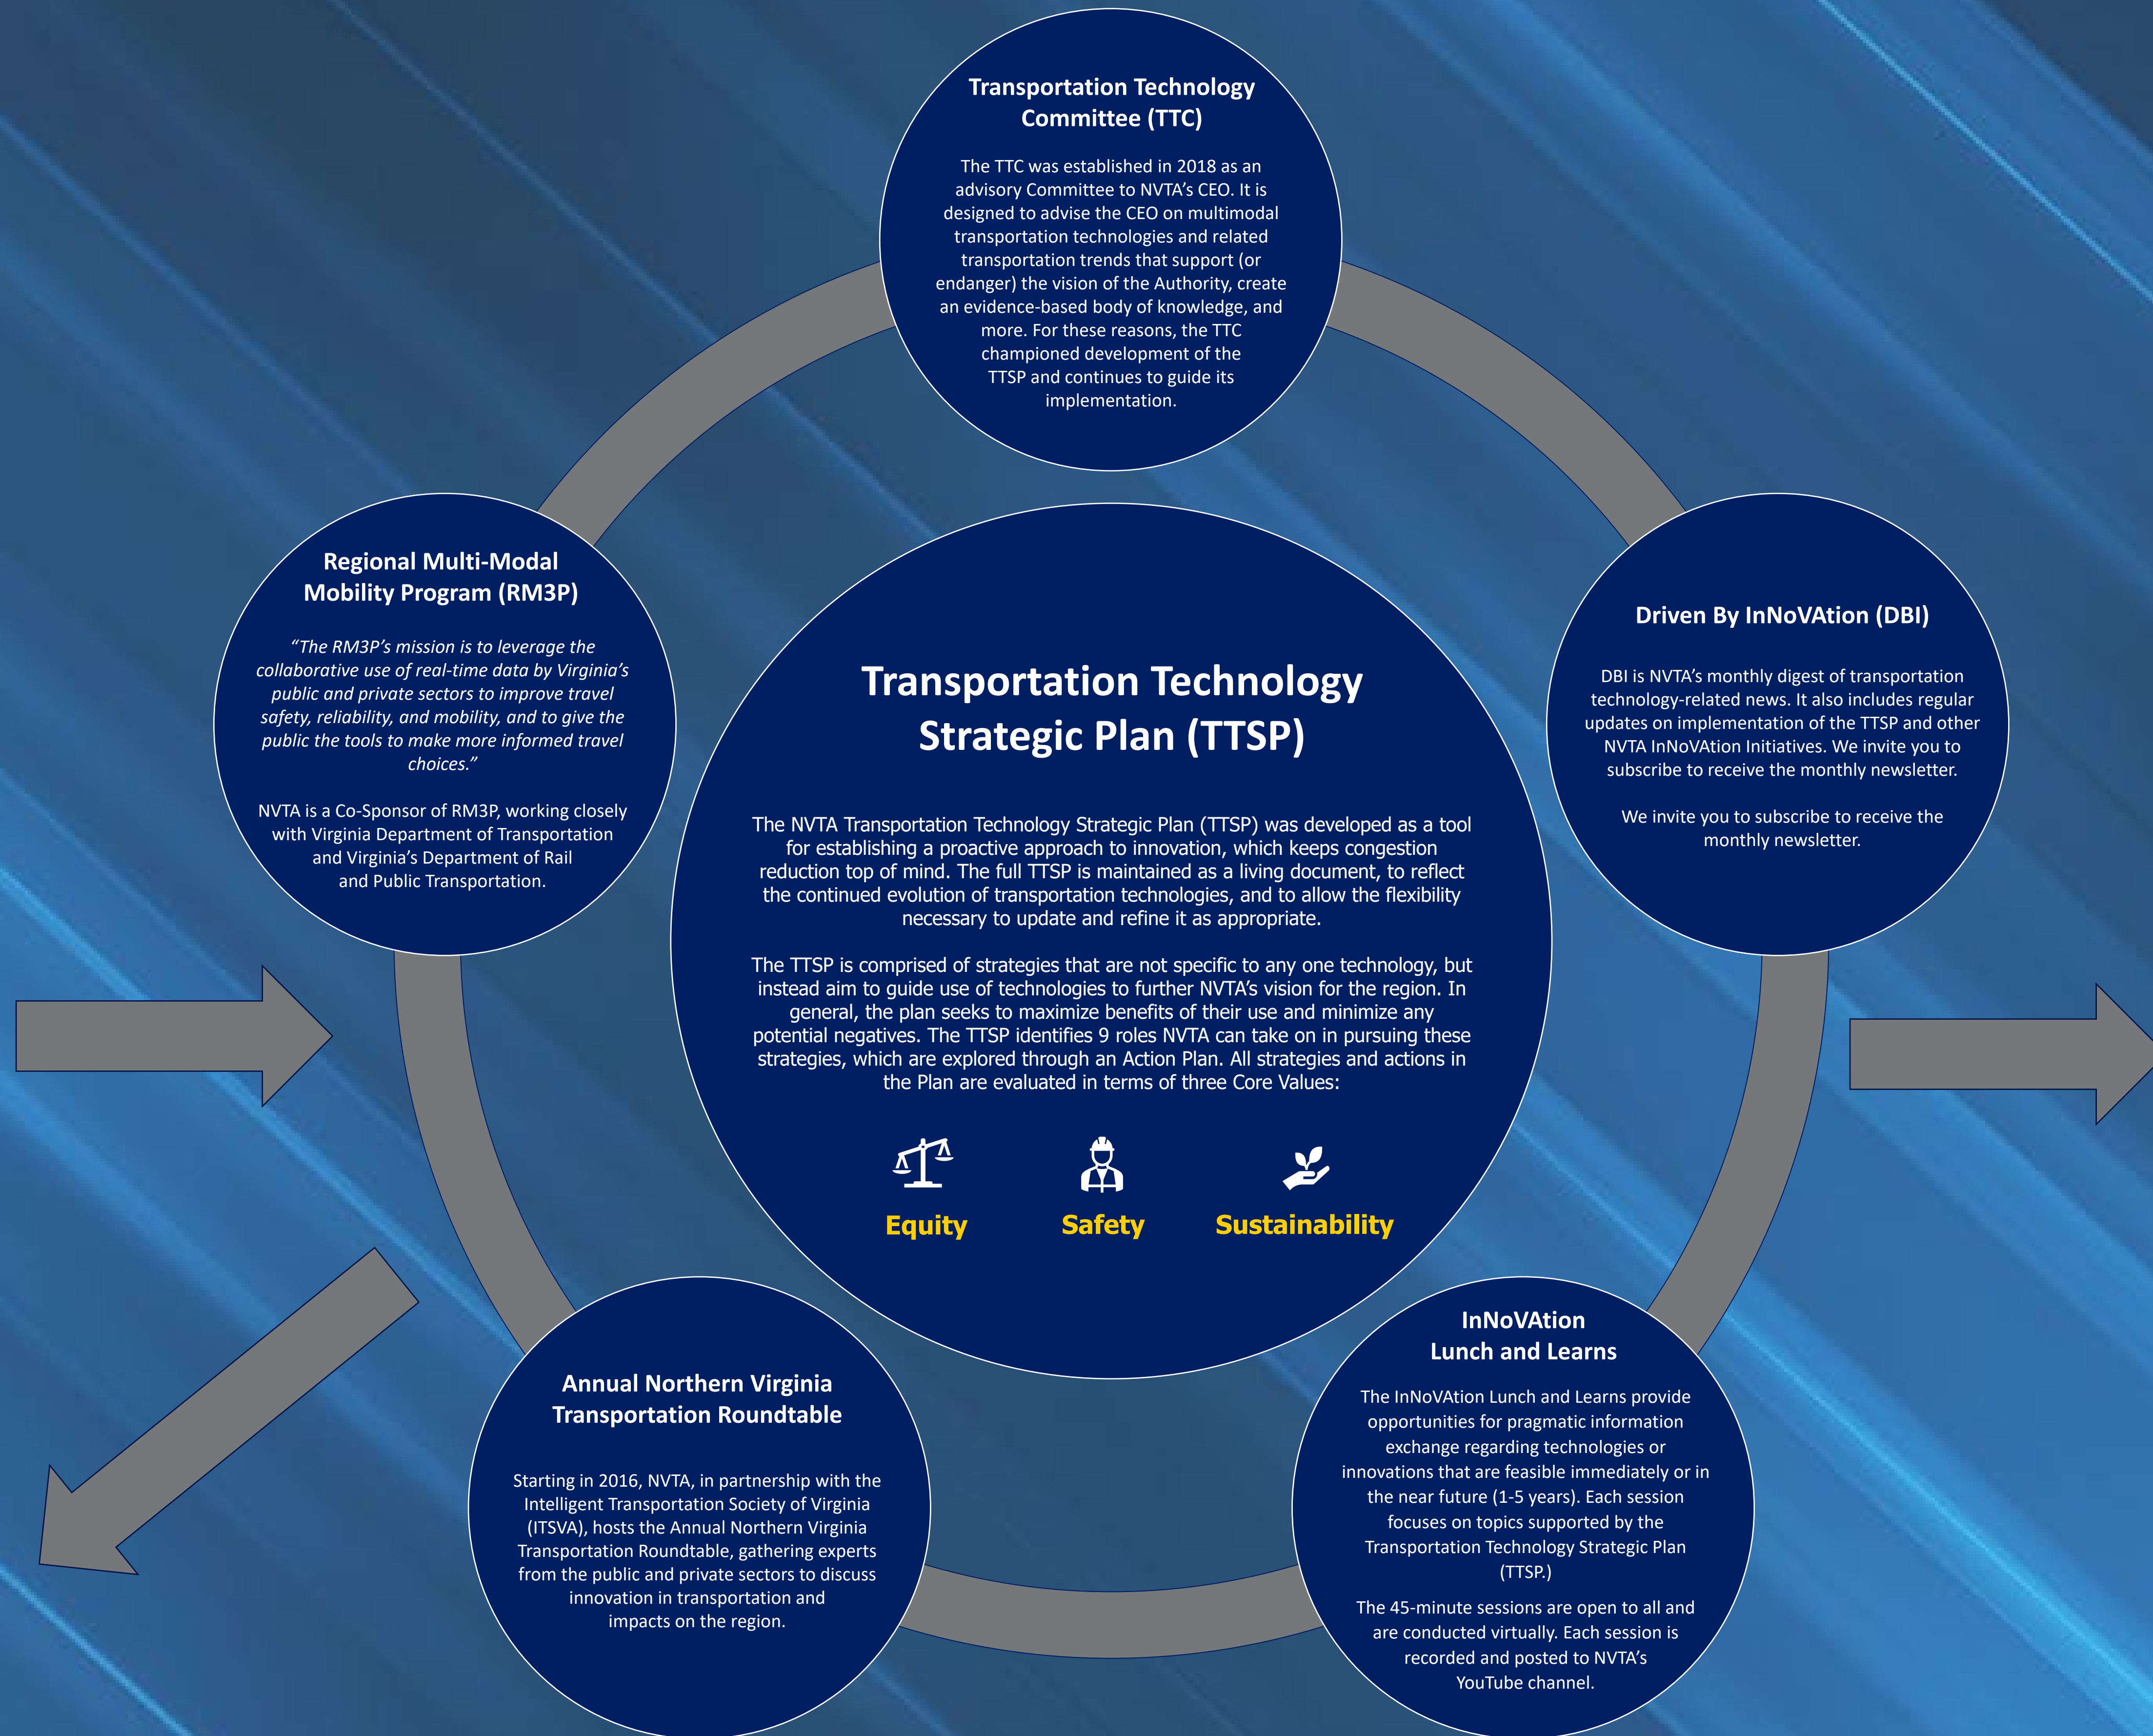 Transportation Technology
Committee (TTC)
The TTC was established in 2018 as an
advisory Committee to NVTA’s CEO. It is
designed to advise the CEO on multimodal
transportation technologies and related
transportation trends that support (or
endanger) the vision of the Authority, create
an evidence-based body of knowledge, and
more. For these reasons, the TTC
championed development of the
TTSP and continues to guide its
implementation.
Regional Multi-Modal
Mobility Program (RM3P)
“The RM3P’s mission is to leverage the
collaborative use of real-time data by Virginia’s
public and private sectors to improve travel
safety, reliability, and mobility, and to give the
public the tools to make more informed travel
choices.”
NVTA is a Co-Sponsor of RM3P, working closely
with Virginia Department of Transportation
and Virginia’s Department of Rail
and Public Transportation.
Driven By InNoVAtion (DBI)
DBI is NVTA’s monthly digest of transportation
technology-related news. It also includes regular
updates on implementation of the TTSP and other
NVTA InNoVAtion Initiatives. We invite you to
subscribe to receive the monthly newsletter.
We invite you to subscribe to receive the
monthly newsletter.
Transportation Technology
Strategic Plan (TTSP)
The NVTA Transportation Technology Strategic Plan (TTSP) was developed as a tool
for establishing a proactive approach to innovation, which keeps congestion
reduction top of mind. The full TTSP is maintained as a living document, to reflect
the continued evolution of transportation technologies, and to allow the flexibility
necessary to update and refine it as appropriate.
The TTSP is comprised of strategies that are not specific to any one technology, but
instead aim to guide use of technologies to further NVTA’s vision for the region. In
general, the plan seeks to maximize benefits of their use and minimize any
potential negatives. The TTSP identifies 9 roles NVTA can take on in pursuing these
strategies, which are explored through an Action Plan. All strategies and actions in
the Plan are evaluated in terms of three Core Values:
Equity
Safety
Sustainability
Annual Northern Virginia
Transportation Roundtable
Starting in 2016, NVTA, in partnership with the
Intelligent Transportation Society of Virginia
(ITSVA), hosts the Annual Northern Virginia
Transportation Roundtable, gathering experts
from the public and private sectors to discuss
innovation in transportation and
impacts on the region.
InNoVAtion
Lunch and Learns
The InNoVAtion Lunch and Learns provide
opportunities for pragmatic information
exchange regarding technologies or
innovations that are feasible immediately or in
the near future (1-5 years). Each session
focuses on topics supported by the
Transportation Technology Strategic Plan
(TTSP.)
The 45-minute sessions are open to all and
are conducted virtually. Each session is
recorded and posted to NVTA’s
YouTube channel.